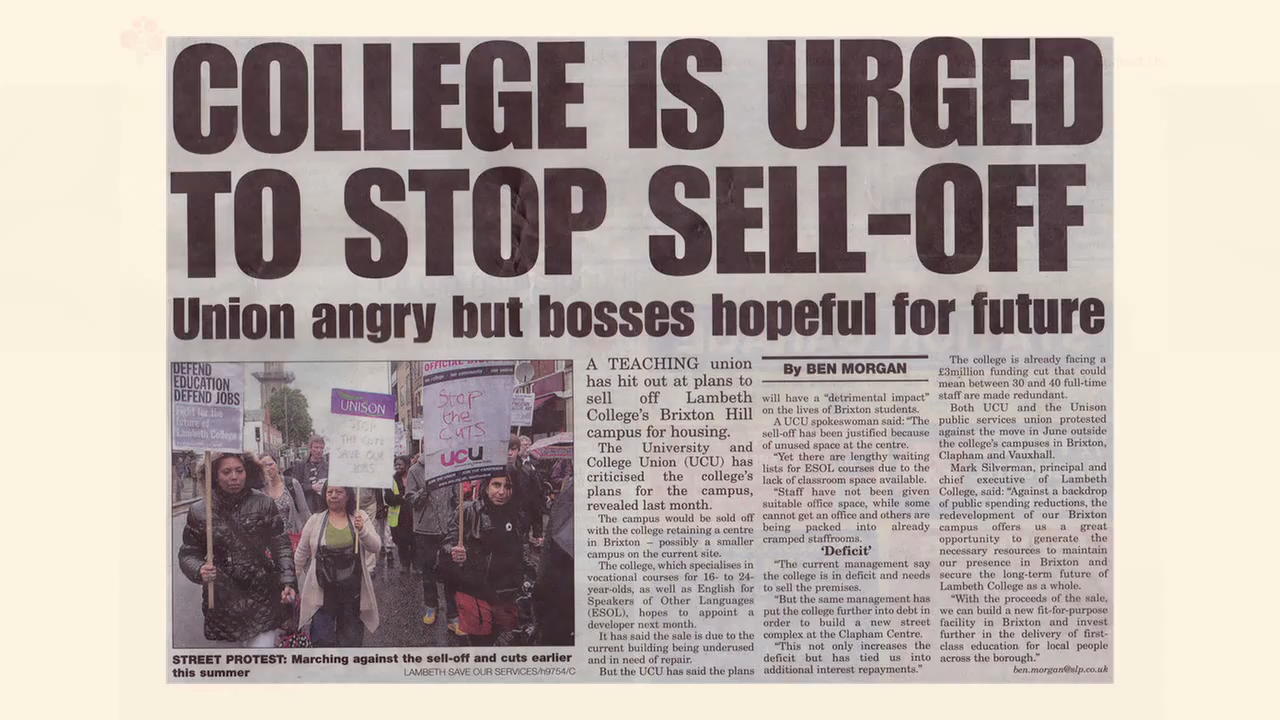 COLLEGE IS URGED
TO STOP SELL-OFF
Union angry but bosses hopeful for future
DEFEND
EDUCATION
DEFEND JOBS
Fight for the
future of
Lambeth College
UNISON
STOP
THE CUTS
SAVE OUR
JOBS
Stop
the
CUTS
UCU
STREET PROTEST: Marching against the sell-off and cuts earlier
this summer
LAMBETH SAVE OUR SERVICES/h9754/C
A TEACHING union
has hit out at plans to
sell off Lambeth
College's Brixton Hill
campus for housing.
The University and
College Union (UCU) has
criticised the college's
plans for the campus,
revealed last month.
The campus would be sold off
with the college retaining a centre
in Brixton – possibly a smaller
campus on the current site.
The college, which specialises in
vocational courses for 16- to 24-
year-olds, as well as English for
Speakers of Other Languages
(ESOL), hopes to appoint a
developer next month.
It has said the sale is due to the
current building being underused
and in need of repair.
But the UCU has said the plans
By BEN MORGAN
will have a “detrimental impact”
on the lives of Brixton students.
A UCU spokeswoman said: “The
sell-off has been justified because
of unused space at the centre.
“Yet there are lengthy waiting
lists for ESOL courses due to the
lack of classroom space available.
“Staff have not been given
suitable office space, while some
cannot get an office and others are
being packed into already
cramped staffrooms.
‘Deficit’
“The current management say
the college is in deficit and needs
to sell the premises.
“But the same management has
put the college further into debt in
order to build a new street
complex at the Clapham Centre.
“This not only increases the
deficit but has tied us into
additional interest repayments.”
The college is already facing a
£3million funding cut that could
mean between 30 and 40 full-time
staff are made redundant.
Both UCU and the Unison
public services union protested
against the move in June outside
the college's campuses in Brixton,
Clapham and Vauxhall.
Mark Silverman, principal and
chief executive of Lambeth
College, said: “Against a backdrop
of public spending reductions, the
redevelopment of our Brixton
campus offers us a great
opportunity to generate the
necessary resources to maintain
our presence in Brixton and
secure the long-term future of
Lambeth College as a whole.
“With the proceeds of the sale,
we can build a new fit-for-purpose
facility in Brixton and invest
further in the delivery of first-
class education for local people
across the borough.”
ben.morgan@slp.co.uk